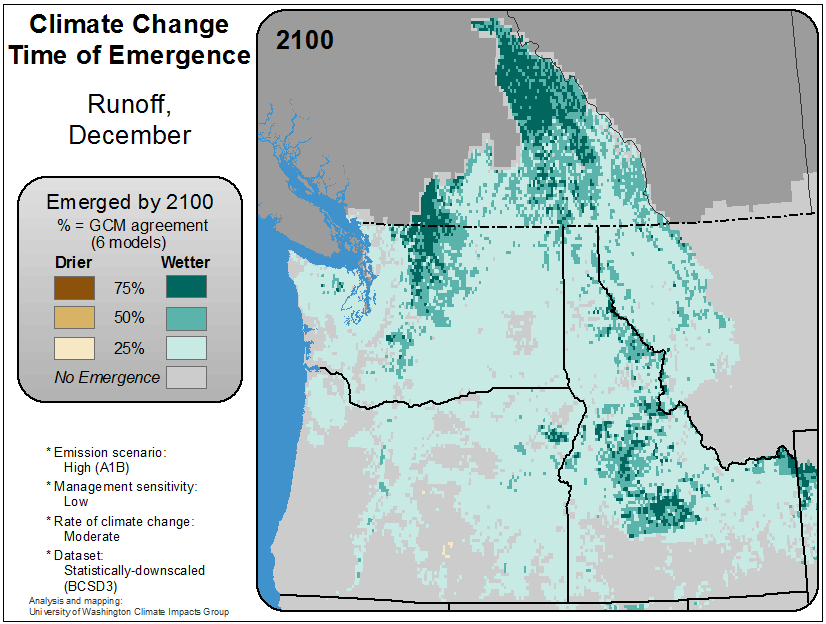 Climate Change
Time of Emergence
Runoff,
December
Emerged by 2100
% = GCM agreement
(6 models)
Drier Wetter
75%
50%
25%
No Emergence
* Emission scenario:
High (A1B)
* Management sensitivity:
Low
* Rate of climate change:
Moderate
* Dataset:
Statistically-downscaled
(BCSD3)
Analysis and mapping:
University of Washington Climate Impacts Group
2100